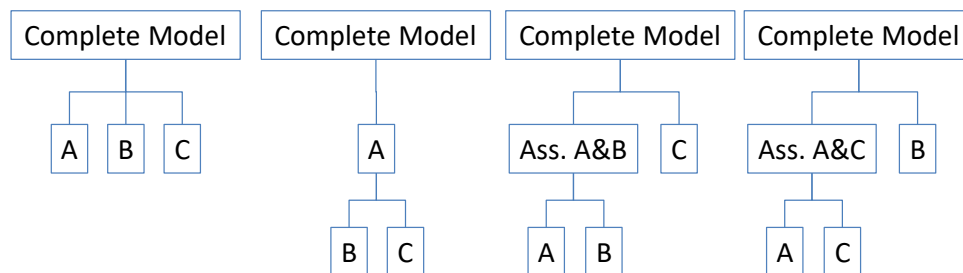 Complete Model Complete Model Complete Model Complete Model
A B C A Ass. A&B C Ass. A&C B
B C A B A C